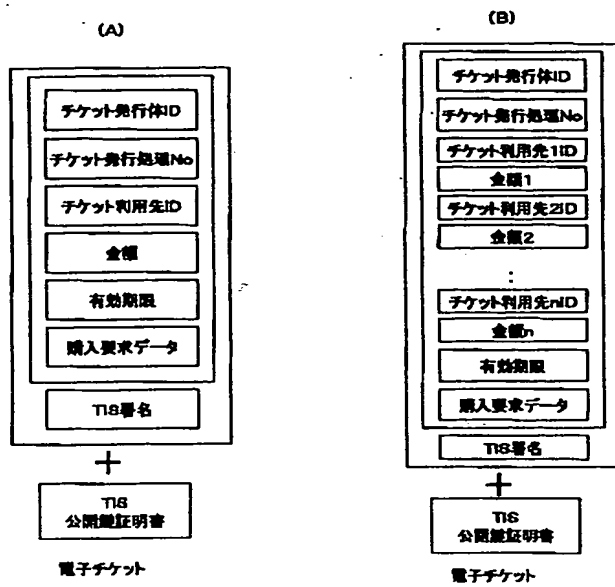 (A)
チケット発行体ID
チケット発行処理No
チケット利用先ID
金額
有効期限
購入要求データ
TIS署名
+
TIS
公開鍵証明書
電子チケット
(B)
チケット発行体ID
チケット発行処理No
チケット利用先1ID
金額1
チケット利用先2ID
金額2
:
チケット利用先nID
金額n
有効期限
購入要求データ
TIS署名
+
TIS
公開鍵証明書
電子チケット